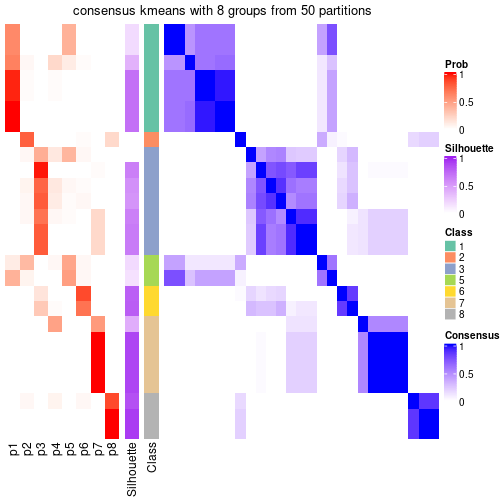 consensus kmeans with 8 groups from 50 partitions
Prob
1
0.5
0
Silhouette
1
0.5
0
Class
1
2
3
5
6
7
8
Consensus
1
0.5
0
p1
p2
p3
p4
p5
p6
p7
p8
Silhouette
Class